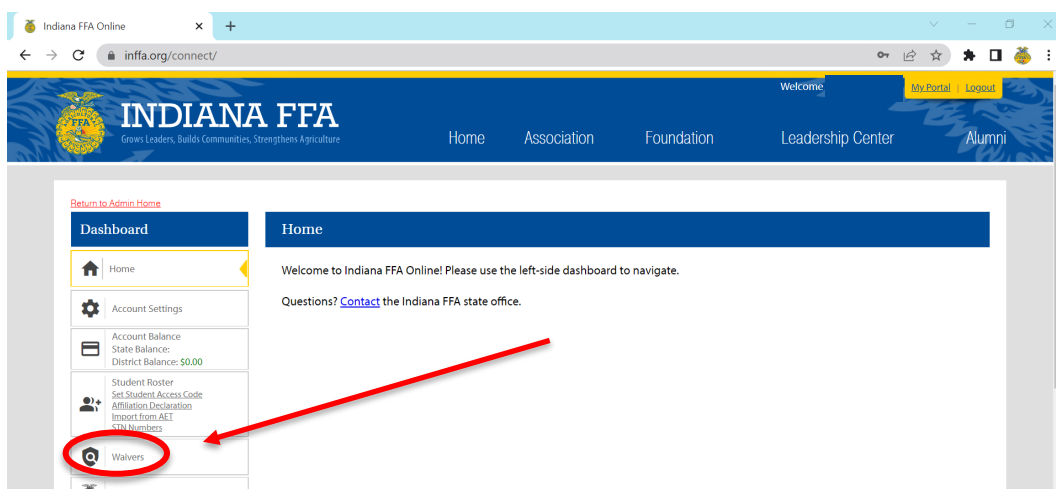 Indiana FFA Online
inffa.org/connect/
Welcome
My Portal | Logout
FFA
INDIANA FFA
Grows Leaders, Builds Communities, Strengthens Agriculture
Home Association Foundation Leadership Center Alumni
Return to Admin Home
Dashboard
Home
Account Settings
Account Balance
State Balance:
District Balance: $0.00
Student Roster
Set Student Access Code
Affiliation Declaration
Import from AET
STN Numbers
Waivers
Home
Welcome to Indiana FFA Online! Please use the left-side dashboard to navigate.
Questions? Contact the Indiana FFA state office.